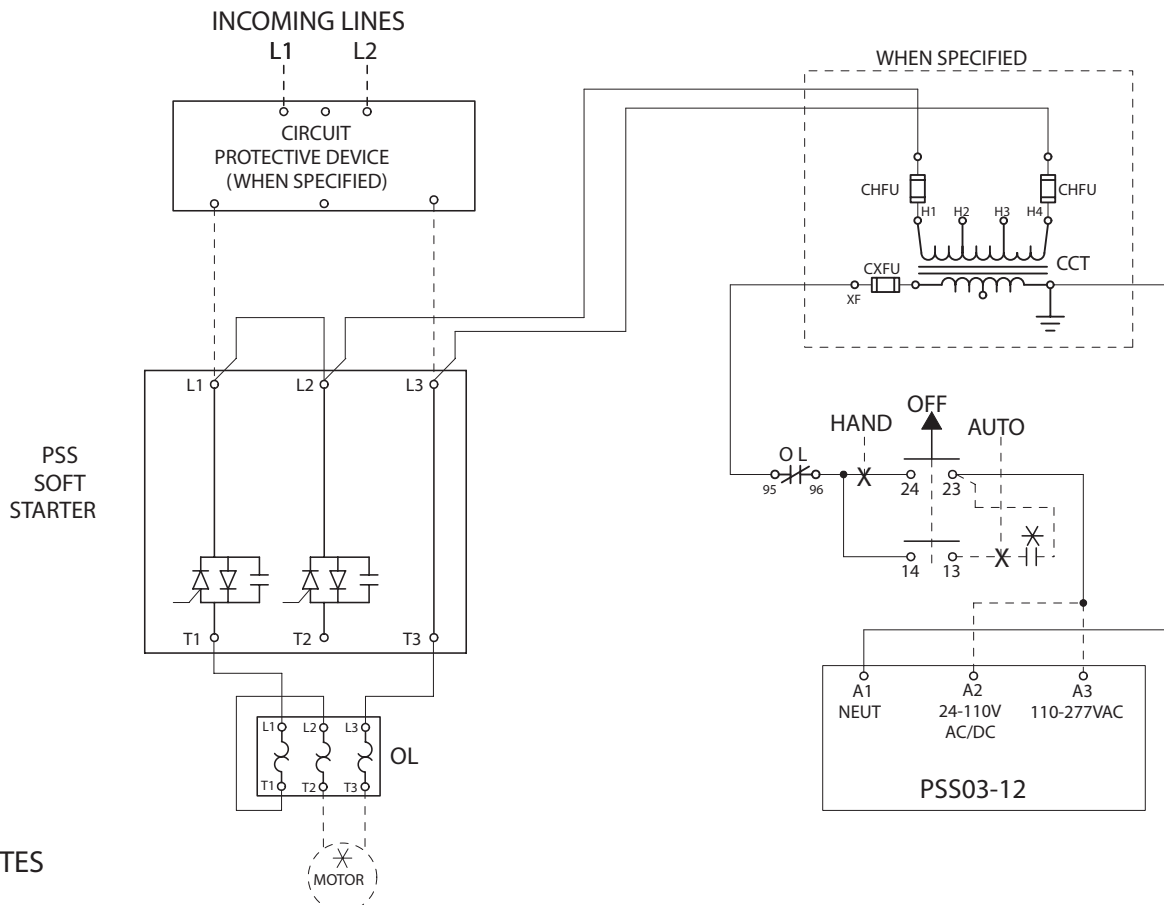 INCOMING LINES
L1 L2
CIRCUIT
PROTECTIVE DEVICE
(WHEN SPECIFIED)
L1 L2 L3
PSS
SOFT
STARTER
T1 T2 T3
L1 L2 L3
OL
T1 T2 T3
MOTOR
TES
WHEN SPECIFIED
CHFU CHFU
H1 H2 H3 H4
CCT
CXFU
XF
OFF
HAND AUTO
O L
95 96 24 23
14 13
A1 A2 A3
NEUT 24-110V 110-277VAC
AC/DC
PSS03-12